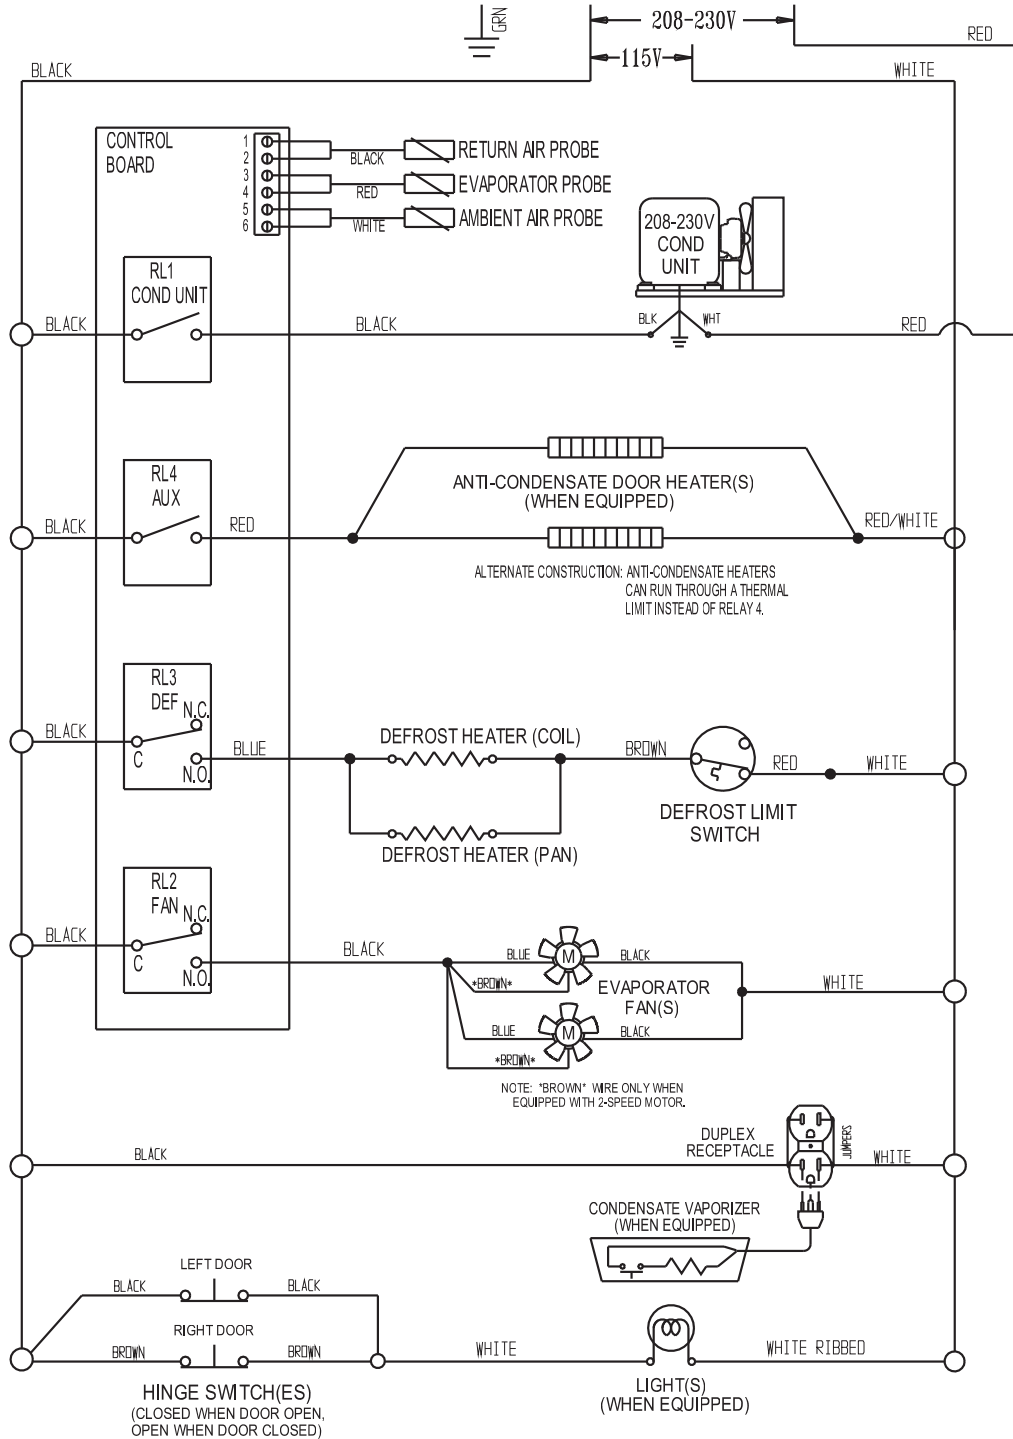 GRN
208-230V
RED
115V
BLACK
WHITE
CONTROL
BOARD
1
2
3
4
5
6
BLACK
RETURN AIR PROBE
RED
EVAPORATOR PROBE
WHITE
AMBIENT AIR PROBE
208-230V
COND
UNIT
RL1
COND UNIT
BLACK
BLACK
BLK
WHT
RED
RL4
AUX
BLACK
RED
ANTI-CONDENSATE DOOR HEATER(S)
(WHEN EQUIPPED)
RED/WHITE
ALTERNATE CONSTRUCTION: ANTI-CONDENSATE HEATERS
CAN RUN THROUGH A THERMAL
LIMIT INSTEAD OF RELAY 4.
RL3
DEF
N.C.
BLACK
C
N.O.
BLUE
DEFROST HEATER (COIL)
BROWN
RED
WHITE
DEFROST LIMIT
SWITCH
DEFROST HEATER (PAN)
RL2
FAN
N.C.
BLACK
C
N.O.
BLACK
BLUE
M
BLACK
*BROWN*
EVAPORATOR
FAN(S)
WHITE
BLUE
M
BLACK
*BROWN*
NOTE: *BROWN* WIRE ONLY WHEN
EQUIPPED WITH 2-SPEED MOTOR.
BLACK
DUPLEX
RECEPTACLE
JUMPERS
WHITE
CONDENSATE VAPORIZER
(WHEN EQUIPPED)
LEFT DOOR
BLACK
BLACK
RIGHT DOOR
BROWN
BROWN
WHITE
WHITE RIBBED
HINGE SWITCH(ES)
(CLOSED WHEN DOOR OPEN,
OPEN WHEN DOOR CLOSED)
LIGHT(S)
(WHEN EQUIPPED)